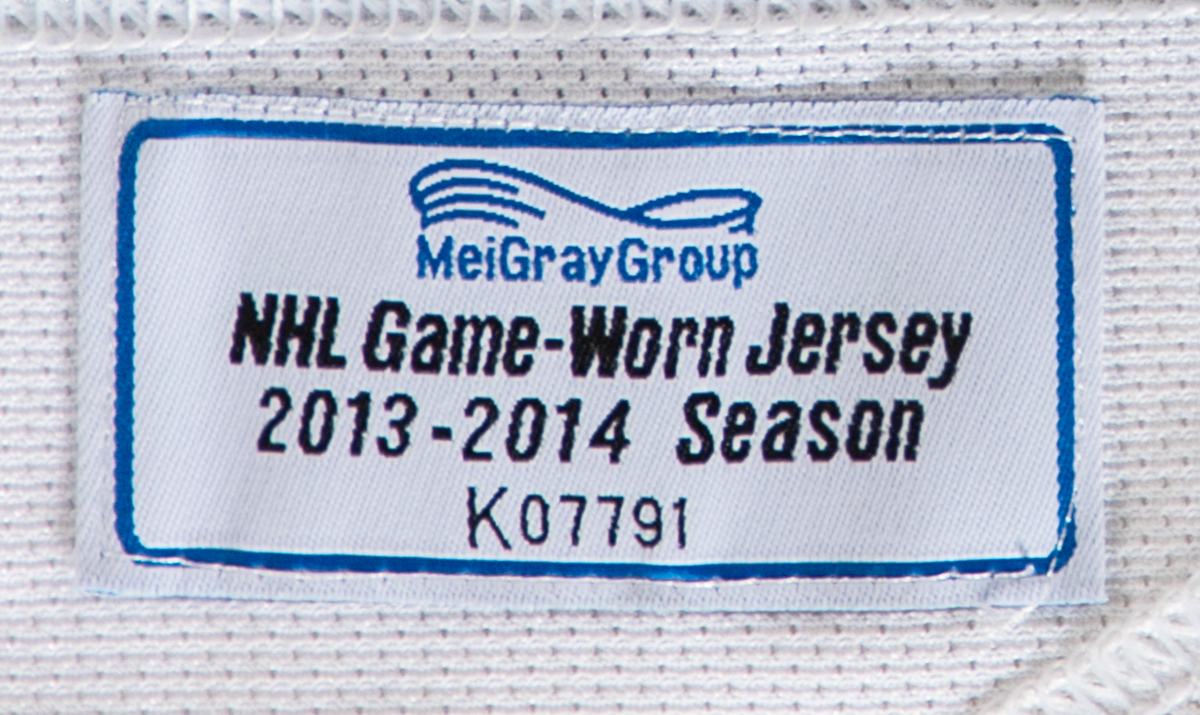 MeiGrayGroup
NHL Game-Worn Jersey
2013-2014 Season
K07791